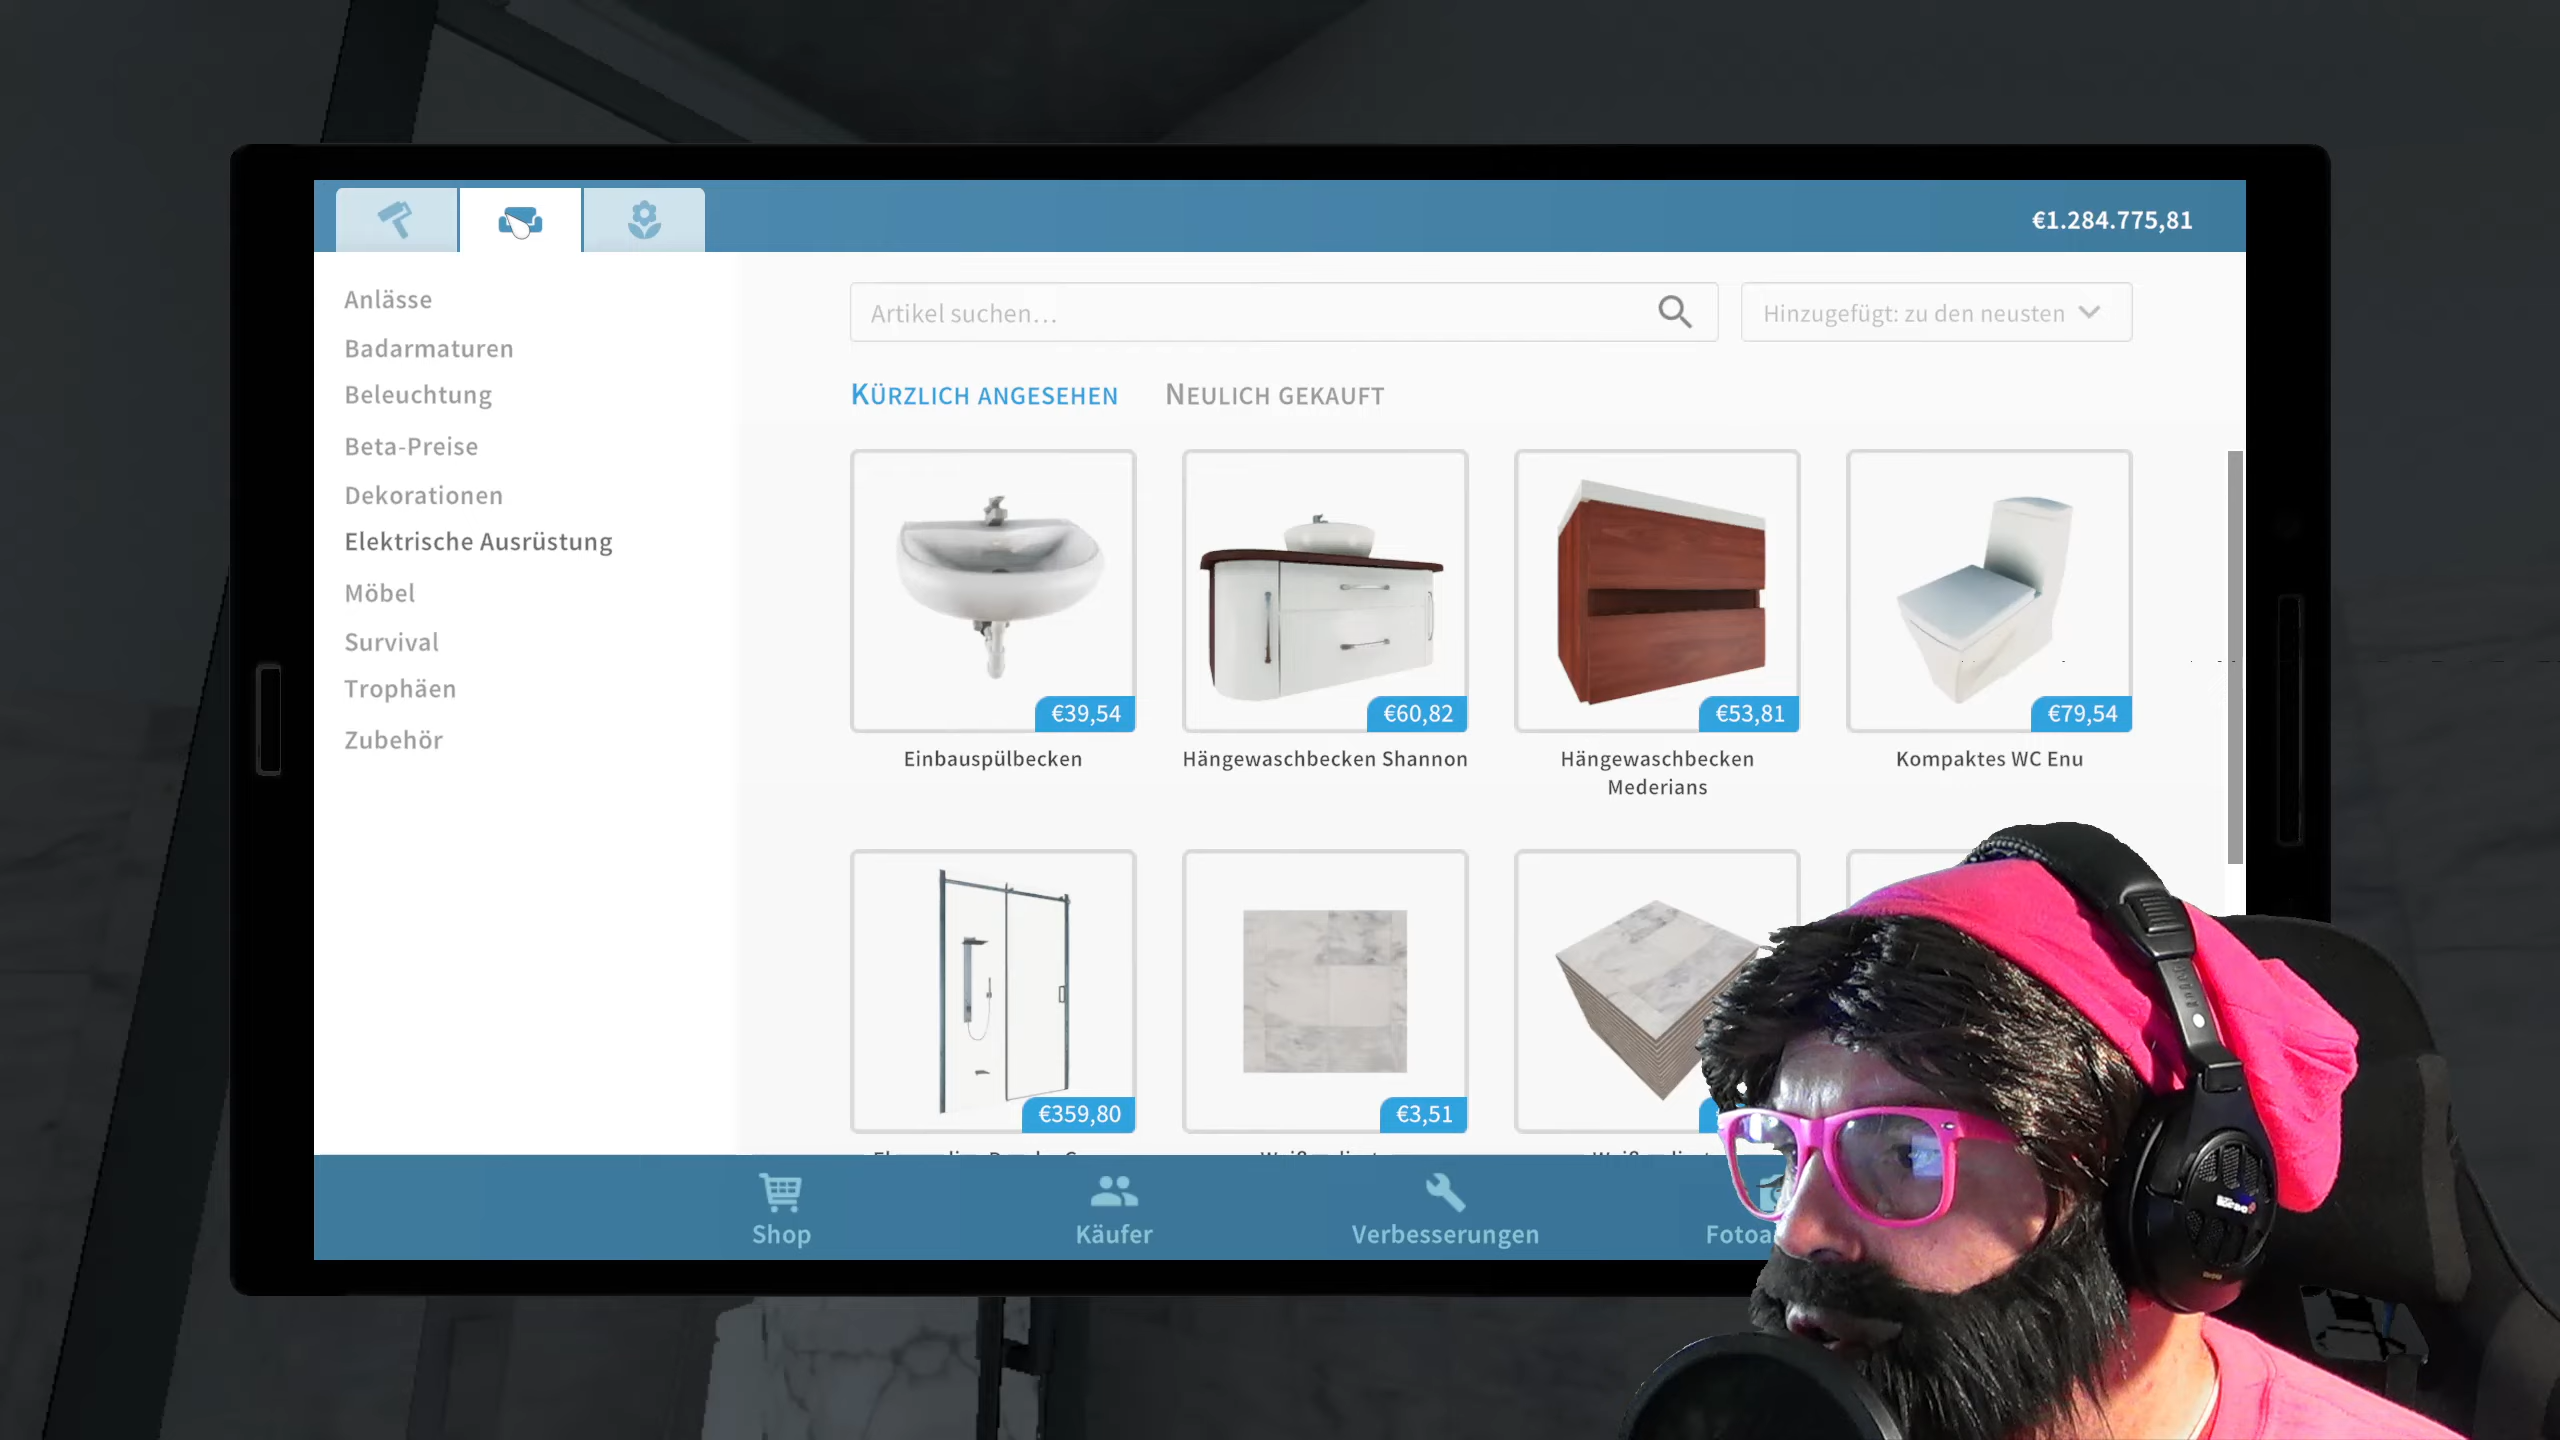 €1.284.775,81
Anlässe
Badarmaturen
Beleuchtung
Beta-Preise
Dekorationen
Elektrische Ausrüstung
Möbel
Survival
Trophäen
Zubehör
Artikel suchen...
Hinzugefügt: zu den neusten
KÜRZLICH ANGESEHEN
NEULICH GEKAUFT
€39,54
€60,82
€53,81
€79,54
Einbauspülbecken
Hängewaschbecken Shannon
Hängewaschbecken
Mederians
Kompaktes WC Enu
€359,80
€3,51
Shop
Käufer
Verbesserungen